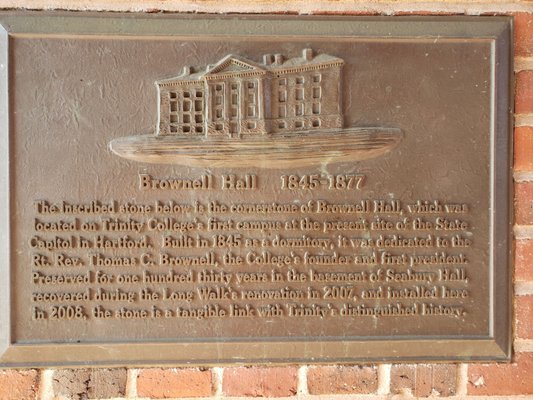 Brownell Hall 1845-1877
The inscribed stone below is the cornerstone of Brownell Hall, which was
located on Trinity College's first campus at the present site of the State
Capitol in Hartford. Built in 1845 as a dormitory, it was dedicated to the
Rt. Rev. Thomas C. Brownell, the College's founder and first president.
Preserved for one hundred thirty years in the basement of Seabury Hall,
recovered during the Long Walk's renovation in 2007, and installed here
in 2008, the stone is a tangible link with Trinity's distinguished history.